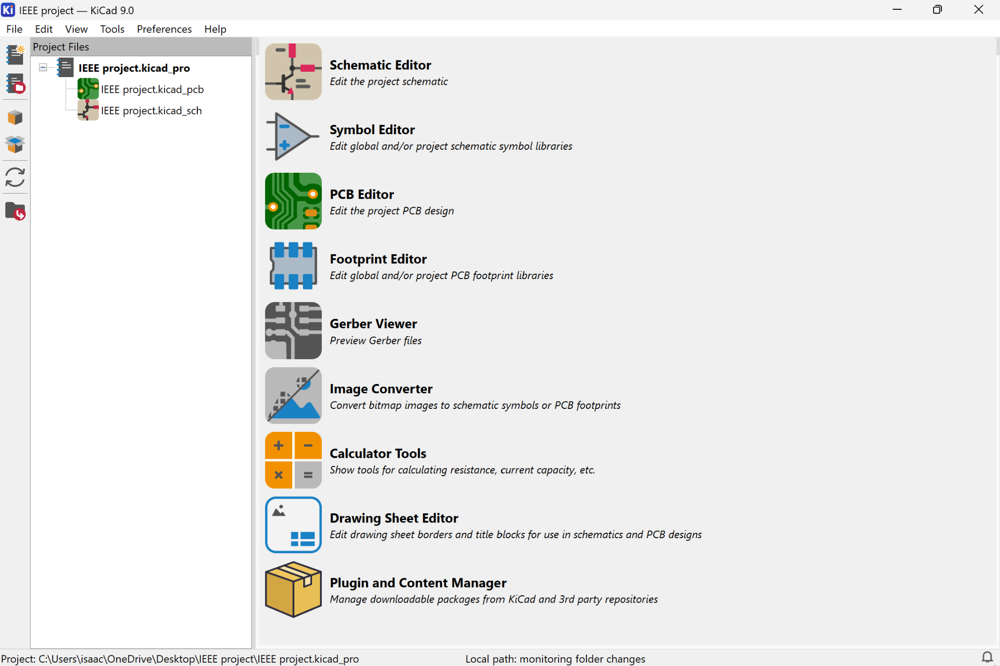 Ki IEEE project — KiCad 9.0
File Edit View Tools Preferences Help
Project Files
IEEE project.kicad_pro
IEEE project.kicad_pcb
IEEE project.kicad_sch
Schematic Editor
Edit the project schematic
Symbol Editor
Edit global and/or project schematic symbol libraries
PCB Editor
Edit the project PCB design
Footprint Editor
Edit global and/or project PCB footprint libraries
Gerber Viewer
Preview Gerber files
Image Converter
Convert bitmap images to schematic symbols or PCB footprints
Calculator Tools
Show tools for calculating resistance, current capacity, etc.
Drawing Sheet Editor
Edit drawing sheet borders and title blocks for use in schematics and PCB designs
Plugin and Content Manager
Manage downloadable packages from KiCad and 3rd party repositories
Project: C:\Users\isaac\OneDrive\Desktop\IEEE project\IEEE project.kicad_pro
Local path: monitoring folder changes